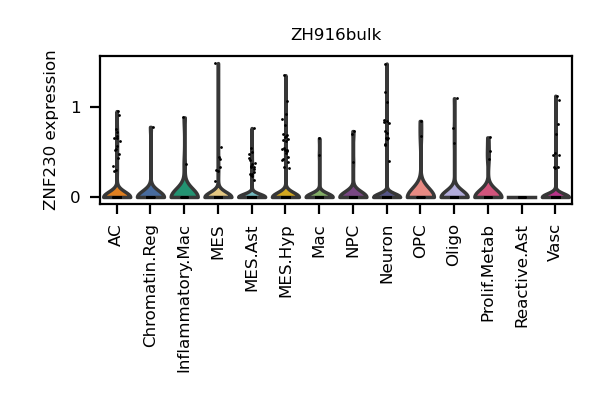 ZH916bulk
ZNF230 expression
1
0
AC
Chromatin.Reg
Inflammatory.Mac
MES
MES.Ast
MES.Hyp
Mac
NPC
Neuron
OPC
Oligo
Prolif.Metab
Reactive.Ast
Vasc